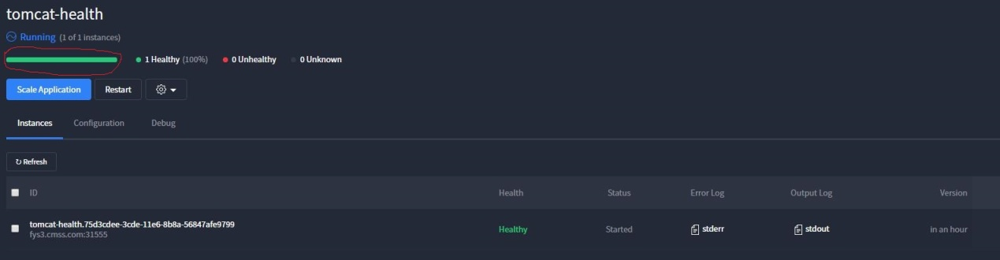 tomcat-health
Running (1 of 1 instances)
1 Healthy (100%) 0 Unhealthy 0 Unknown
Scale Application Restart
Instances Configuration Debug
Refresh
ID Health Status Error Log Output Log Version
tomcat-health.75d3cdee-3cde-11e6-8b8a-56847afe9799
fys3.cmss.com:31555
Healthy Started stderr stdout in an hour